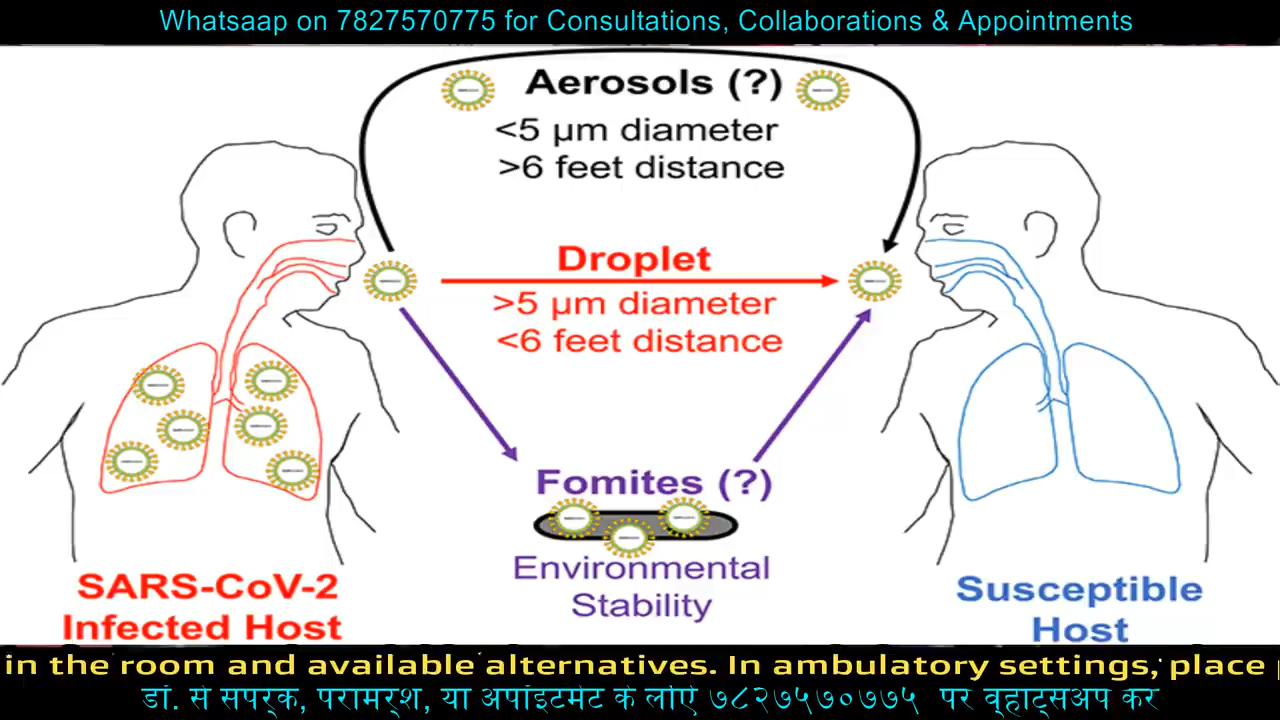 Whatsaap on 7827570775 for Consultations, Collaborations & Appointments
Aerosols (?)
<5 µm diameter
>6 feet distance
Droplet
>5 µm diameter
<6 feet distance
Fomites (?)
Environmental
Stability
SARS-CoV-2
Infected Host
Susceptible
Host
in the room and available alternatives. In ambulatory settings, place
डॉ. से संपर्क, परामर्श, या अपॉइंटमेंट के लिए ७८२७५७०७७५ पर व्हाट्सअप कर